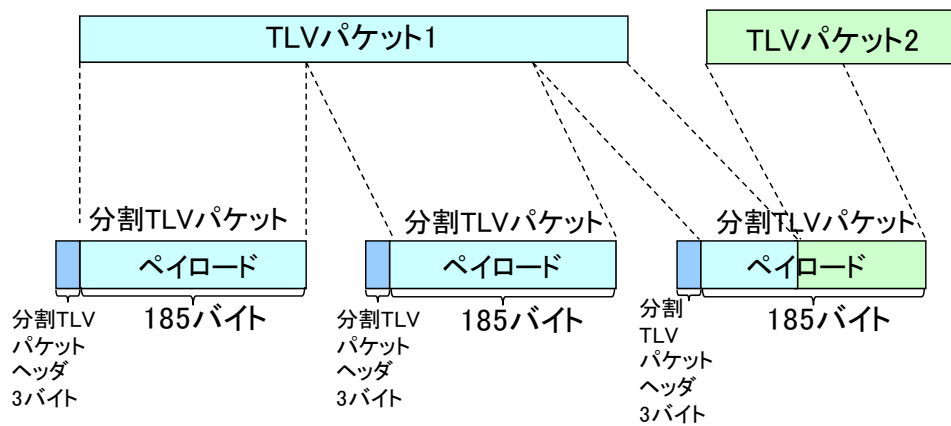 TLVパケット1
TLVパケット2
分割TLVパケット
分割TLVパケット
分割TLVパケット
ペイロード
ペイロード
ペイロード
185バイト
185バイト
185バイト
分割TLV
パケット
ヘッダ
3バイト
分割TLV
パケット
ヘッダ
3バイト
分割
TLV
パケット
ヘッダ
3バイト